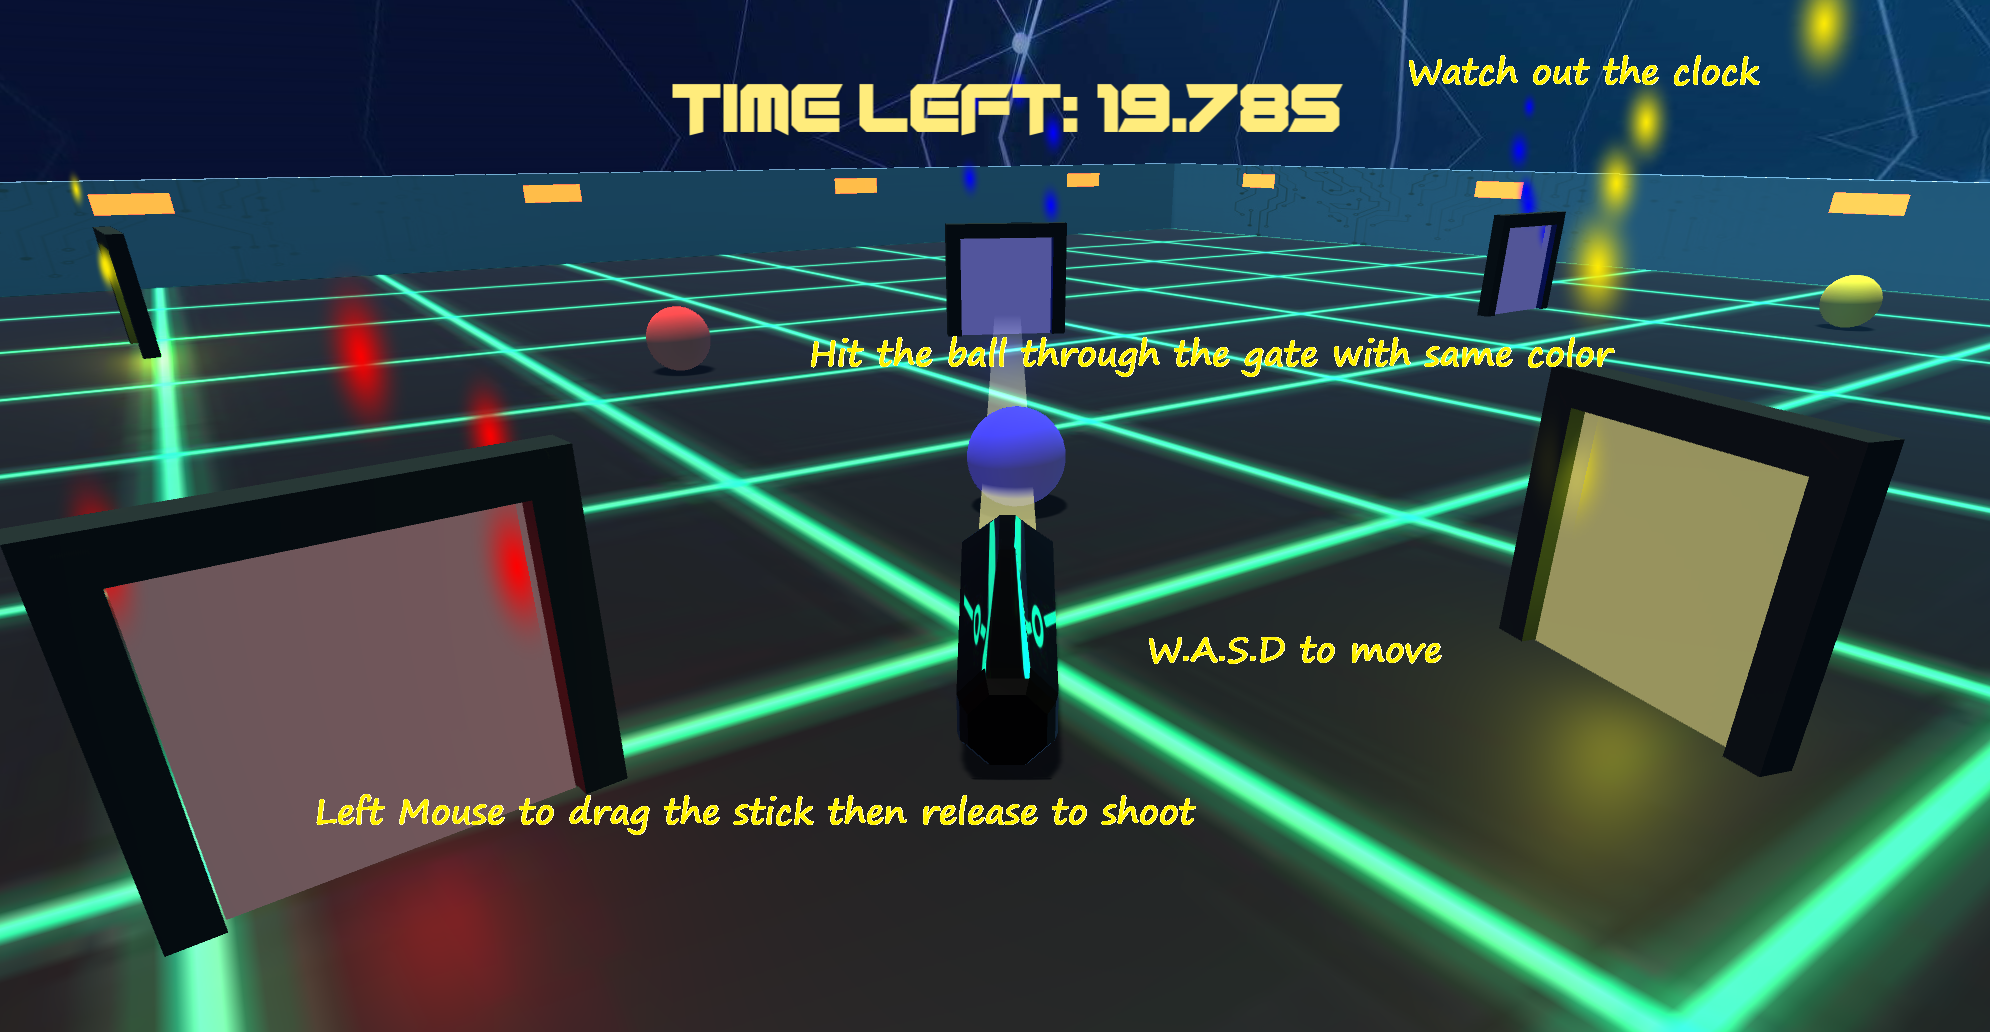 Watch out the clock
TIME LEFT: 19.785
Hit the ball through the gate with same color
W.A.S.D to move
Left Mouse to drag the stick then release to shoot